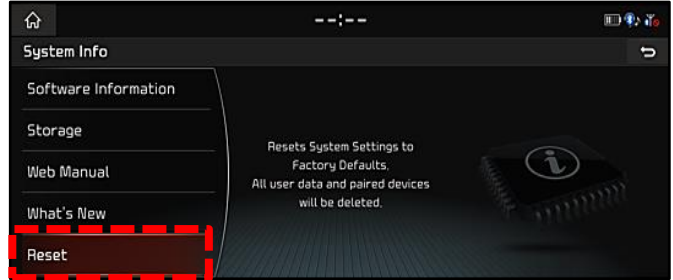 --:--
System Info
Software Information
Storage
Web Manual
What's New
Reset
Resets System Settings to
Factory Defaults.
All user data and paired devices
will be deleted.